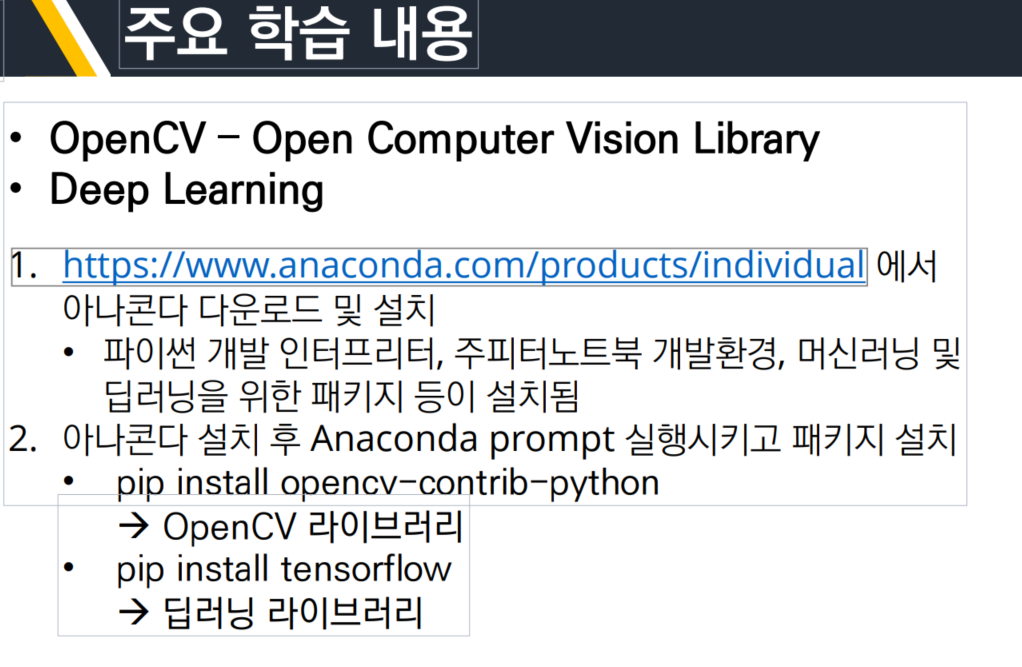 주요 학습 내용
• OpenCV – Open Computer Vision Library
• Deep Learning
1. https://www.anaconda.com/products/individual 에서
아나콘다 다운로드 및 설치
• 파이썬 개발 인터프리터, 주피터노트북 개발환경, 머신러닝 및
딥러닝을 위한 패키지 등이 설치됨
2. 아나콘다 설치 후 Anaconda prompt 실행시키고 패키지 설치
• pip install opencv-contrib-python
→ OpenCV 라이브러리
• pip install tensorflow
→ 딥러닝 라이브러리